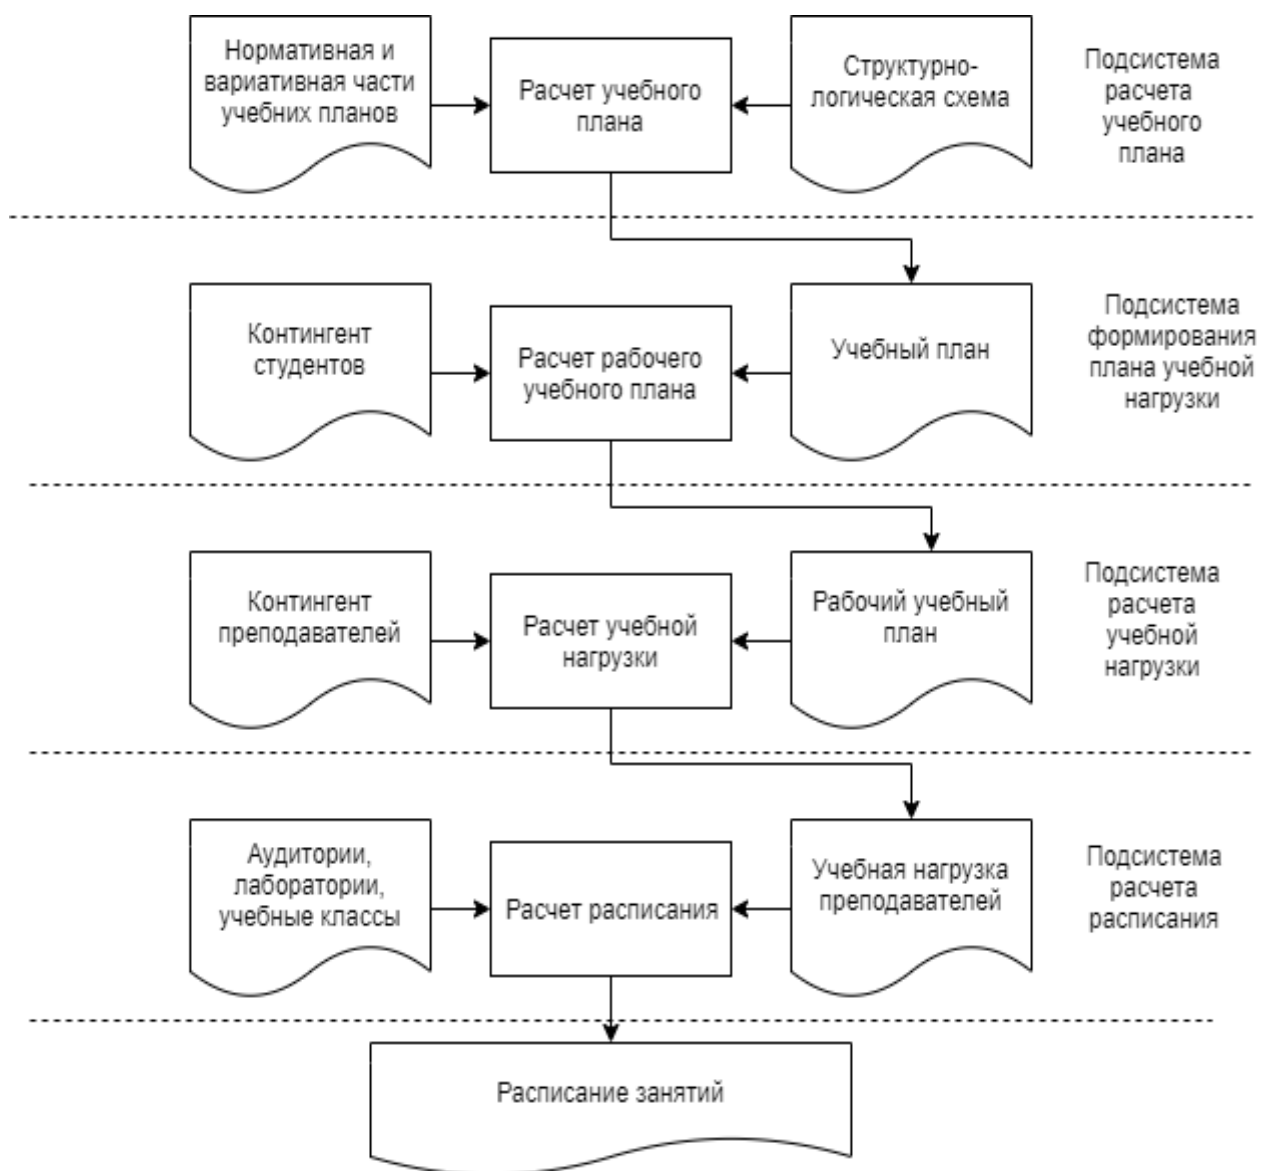 Нормативная и
вариативная части
учебних планов
Расчет учебного
плана
Структурно-
логическая схема
Подсистема
расчета
учебного
плана
Контингент
студентов
Расчет рабочего
учебного плана
Учебный план
Подсистема
формирования
плана учебной
нагрузки
Контингент
преподавателей
Расчет учебной
нагрузки
Рабочий учебный
план
Подсистема
расчета
учебной
нагрузки
Аудитории,
лаборатории,
учебные классы
Расчет расписания
Учебная нагрузка
преподавателей
Подсистема
расчета
расписания
Расписание занятий